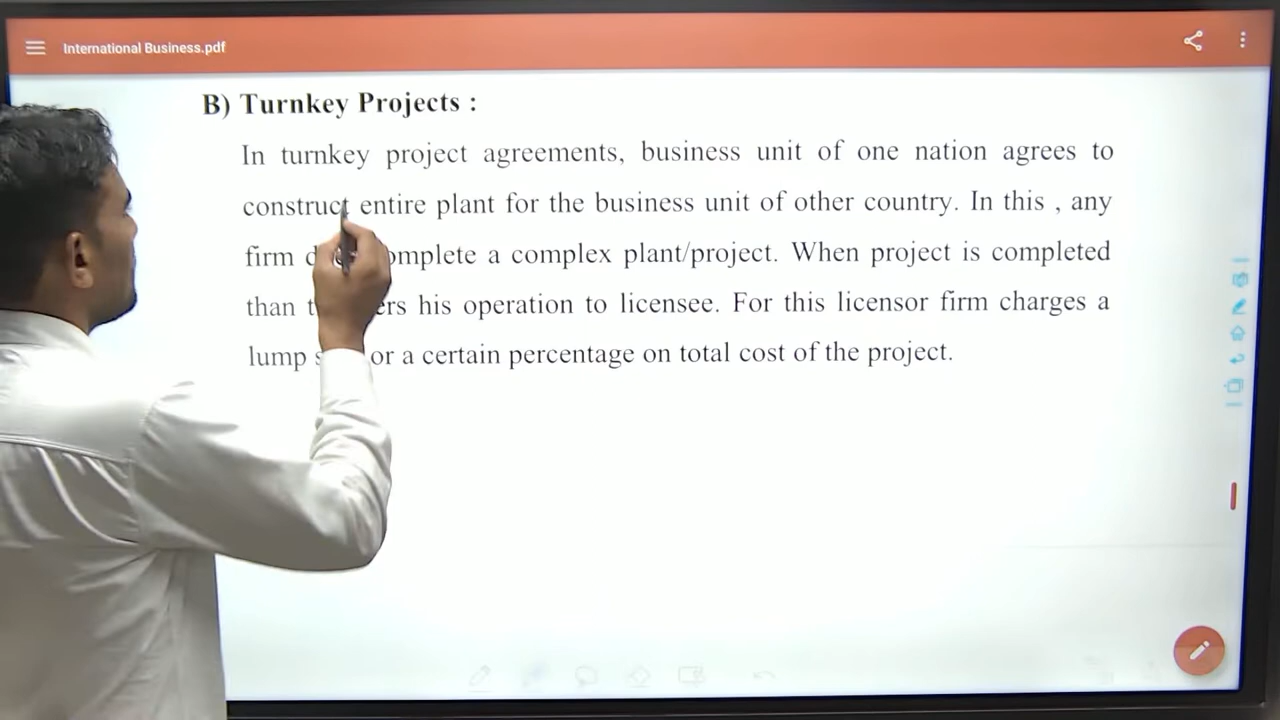 International Business.pdf
B) Turnkey Projects :
In turnkey project agreements, business unit of one nation agrees to
construct entire plant for the business unit of other country. In this , any
firm a complex plant/project. When project is completed
than his operation to licensee. For this licensor firm charges a
lump or a certain percentage on total cost of the project.